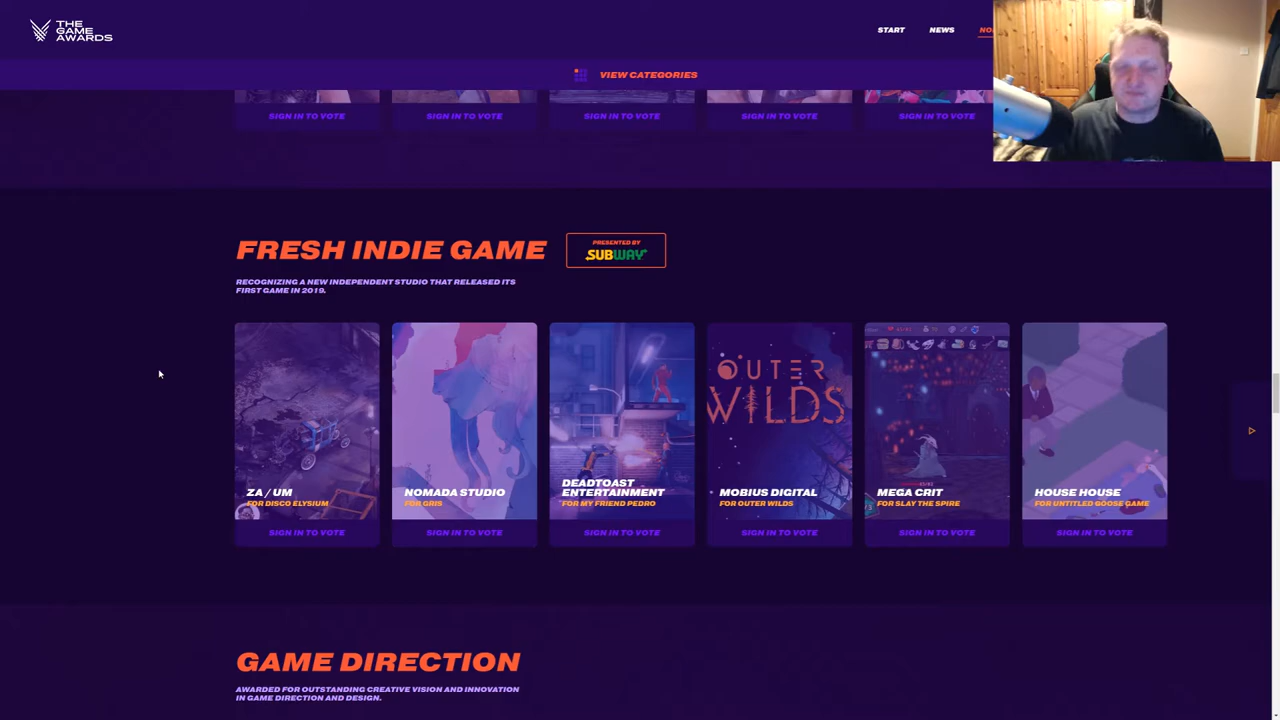 THE
GAME
AWARDS
START
NEWS
VIEW CATEGORIES
SIGN IN TO VOTE
SIGN IN TO VOTE
SIGN IN TO VOTE
SIGN IN TO VOTE
SIGN IN TO VOTE
FRESH INDIE GAME
PRESENTED BY
SUBWAY
RECOGNIZING A NEW INDEPENDENT STUDIO THAT RELEASED ITS
FIRST GAME IN 2019.
OUTER
WILDS
ZA / UM
FOR DISCO ELYSIUM
NOMADA STUDIO
FOR GRIS
DEADTOAST
ENTERTAINMENT
FOR MY FRIEND PEDRO
MOBIUS DIGITAL
FOR OUTER WILDS
MEGA CRIT
FOR SLAY THE SPIRE
HOUSE HOUSE
FOR UNTITLED GOOSE GAME
SIGN IN TO VOTE
SIGN IN TO VOTE
SIGN IN TO VOTE
SIGN IN TO VOTE
SIGN IN TO VOTE
SIGN IN TO VOTE
GAME DIRECTION
AWARDED FOR OUTSTANDING CREATIVE VISION AND INNOVATION
IN GAME DIRECTION AND DESIGN.